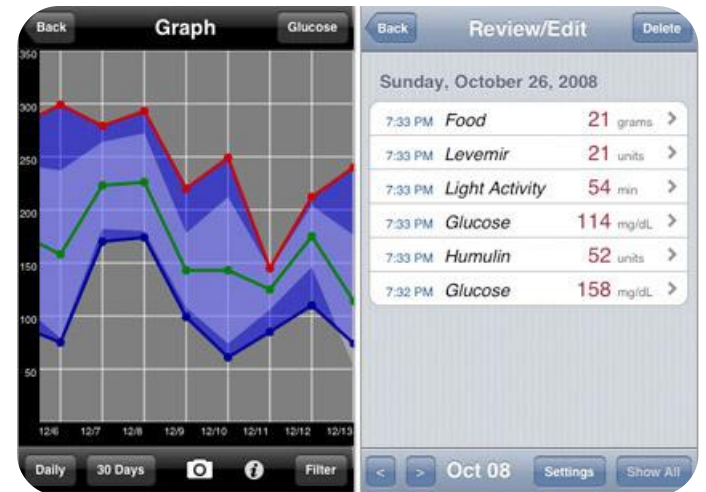 Back Graph Glucose
350
300
250
200
150
100
50
12/6 12/7 12/8 12/9 12/10 12/11 12/12 12/13
Daily 30 Days i Filter
Back Review/Edit Delete
Sunday, October 26, 2008
7:33 PM Food 21 grams
7:33 PM Levemir 21 units
7:33 PM Light Activity 54 min
7:33 PM Glucose 114 mg/dL
7:33 PM Humulin 52 units
7:32 PM Glucose 158 mg/dL
< > Oct 08 Settings Show All